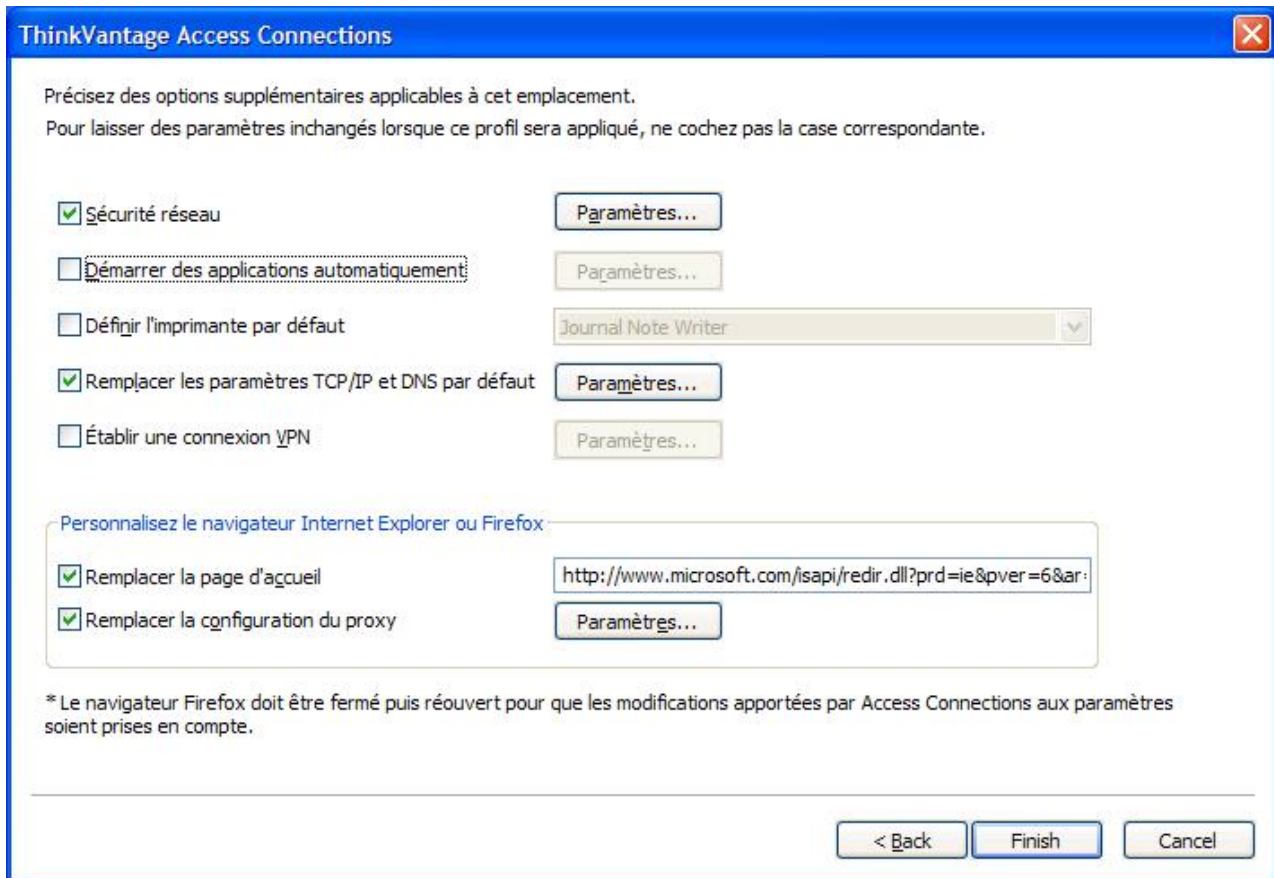 ThinkVantage Access Connections
Précisez des options supplémentaires applicables à cet emplacement.
Pour laisser des paramètres inchangés lorsque ce profil sera appliqué, ne cochez pas la case correspondante.
Sécurité réseau Paramètres...
Démarrer des applications automatiquement Paramètres...
Définir l'imprimante par défaut Journal Note Writer
Remplacer les paramètres TCP/IP et DNS par défaut Paramètres...
Établir une connexion VPN Paramètres...
Personnalisez le navigateur Internet Explorer ou Firefox
Remplacer la page d'accueil http://www.microsoft.com/isapi/redir.dll?prd=ie&pver=6&ar=
Remplacer la configuration du proxy Paramètres...
* Le navigateur Firefox doit être fermé puis réouvert pour que les modifications apportées par Access Connections aux paramètres
soient prises en compte.
< Back Finish Cancel